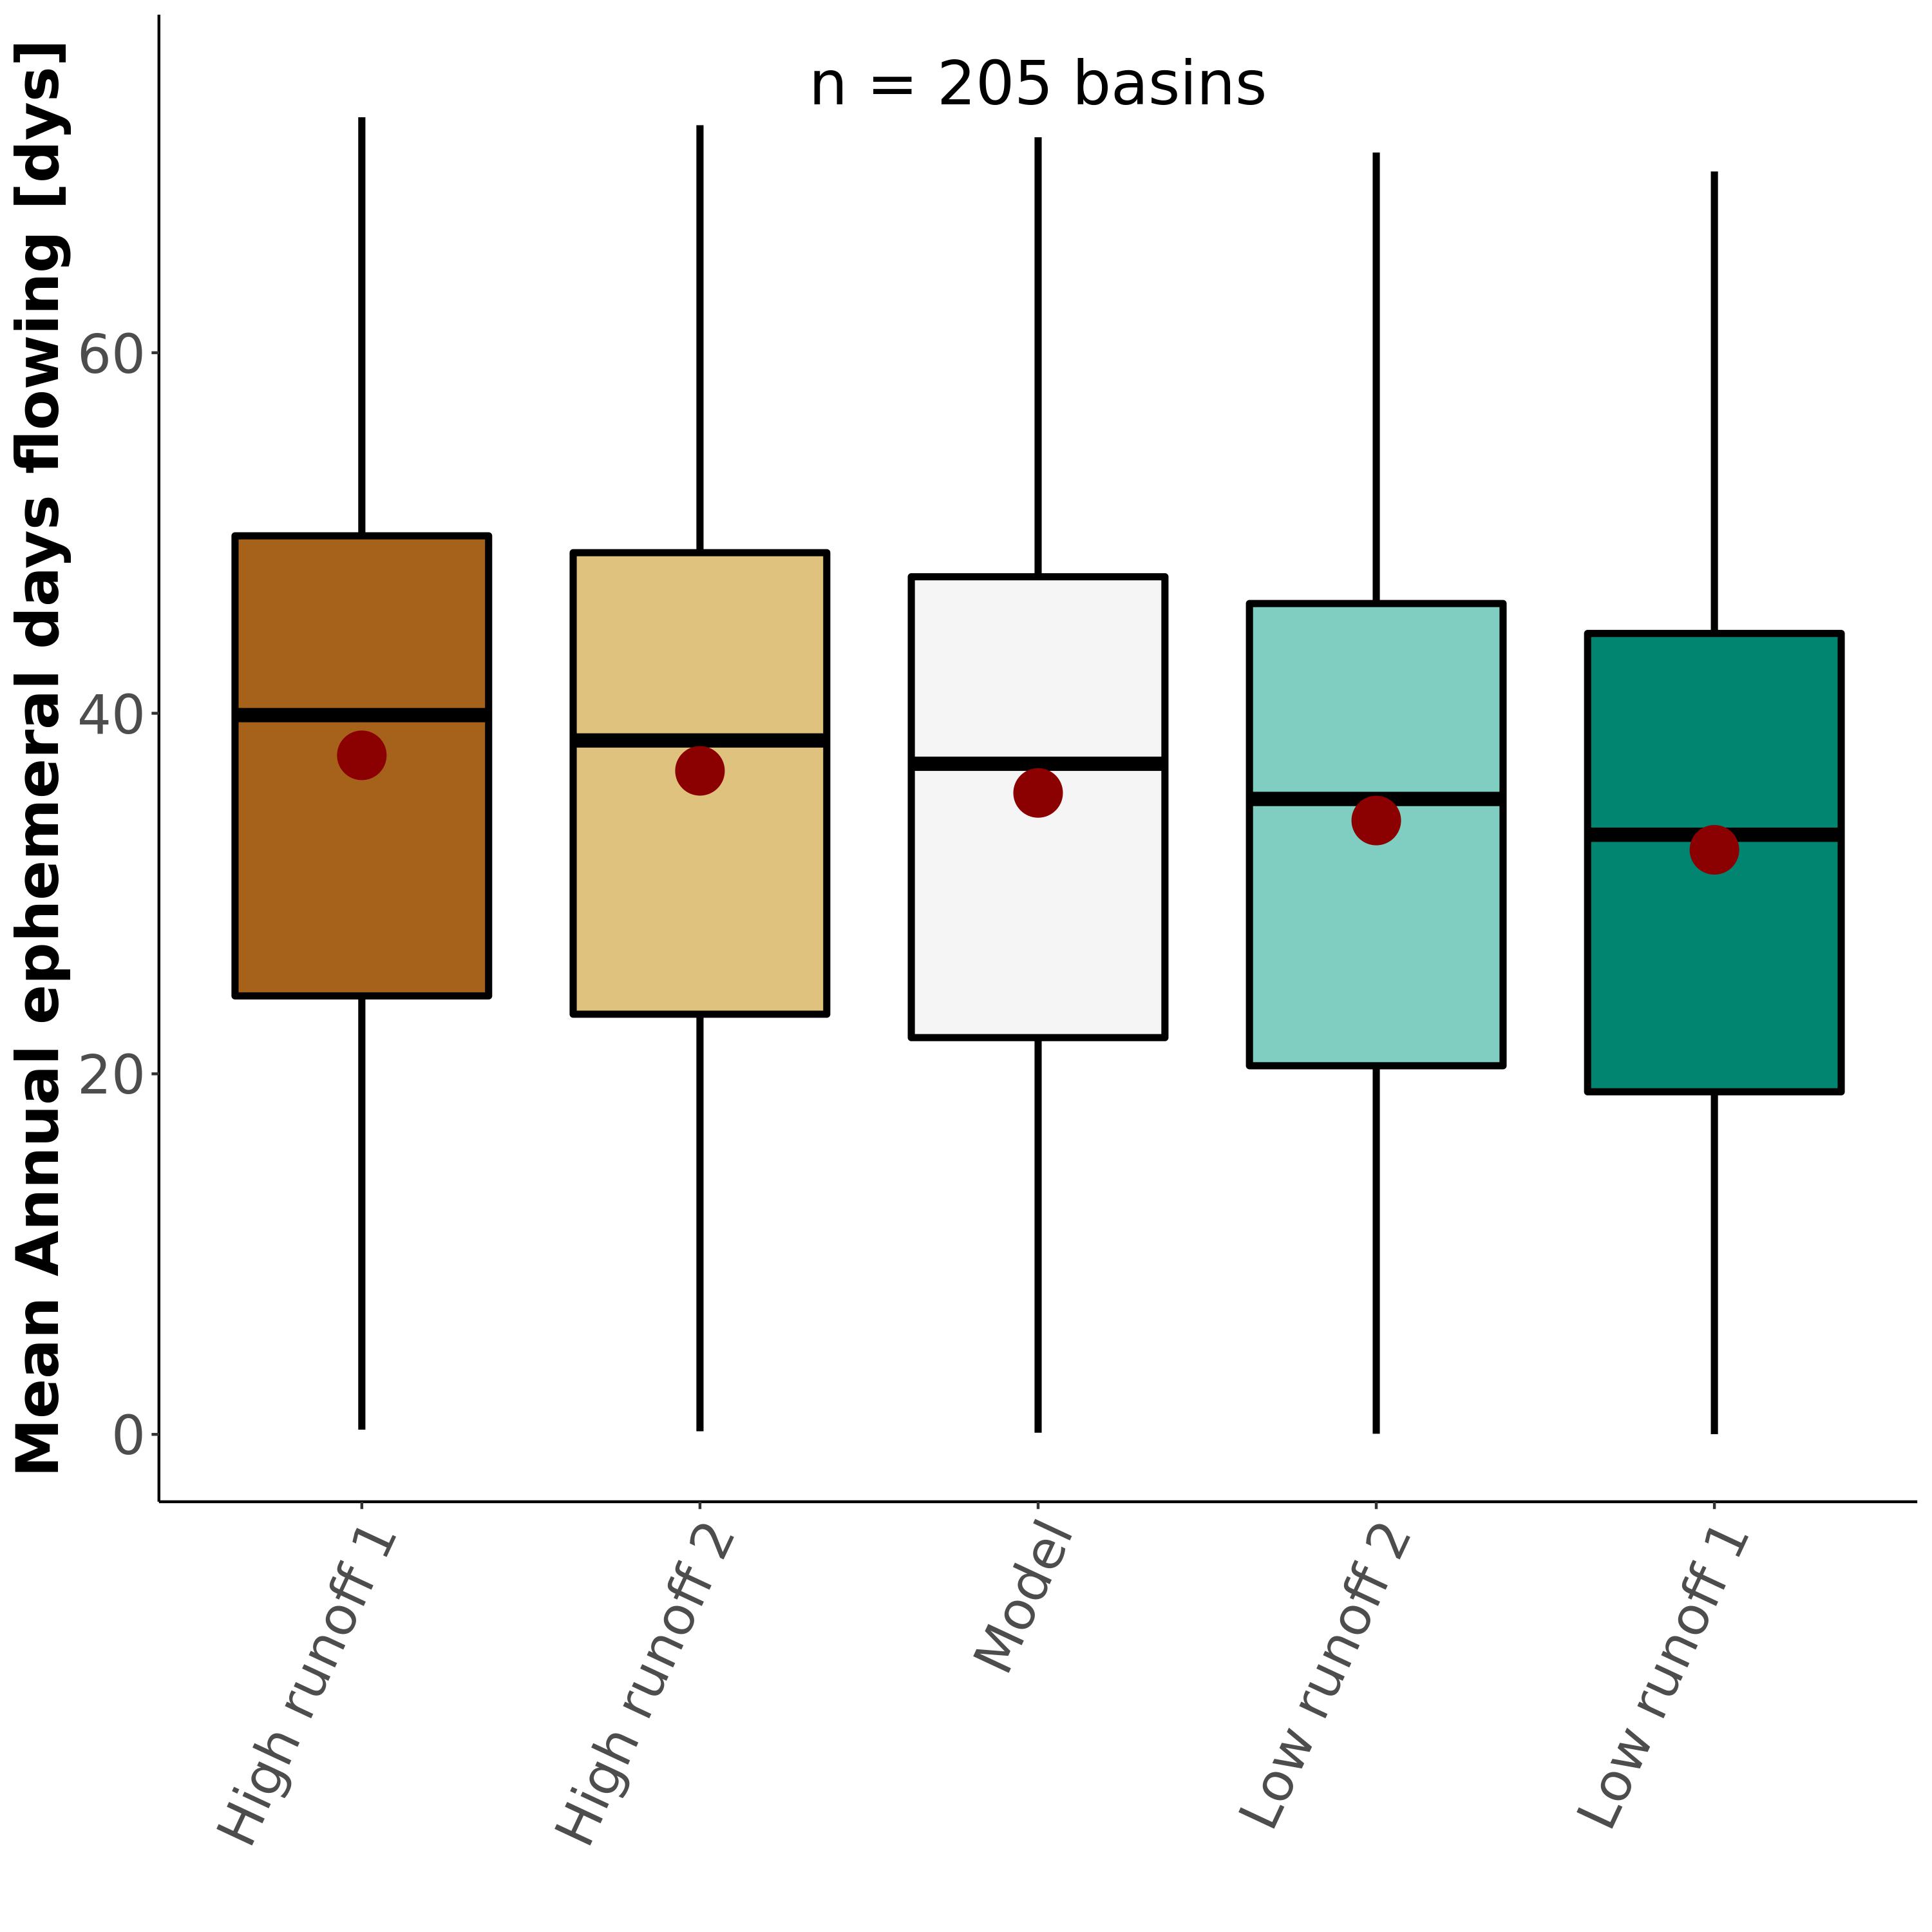 Mean Annual ephemeral days flowing [dys]
n = 205 basins
60
40
20
0
High runoff 1
High runoff 2
Model
Low runoff 2
Low runoff 1